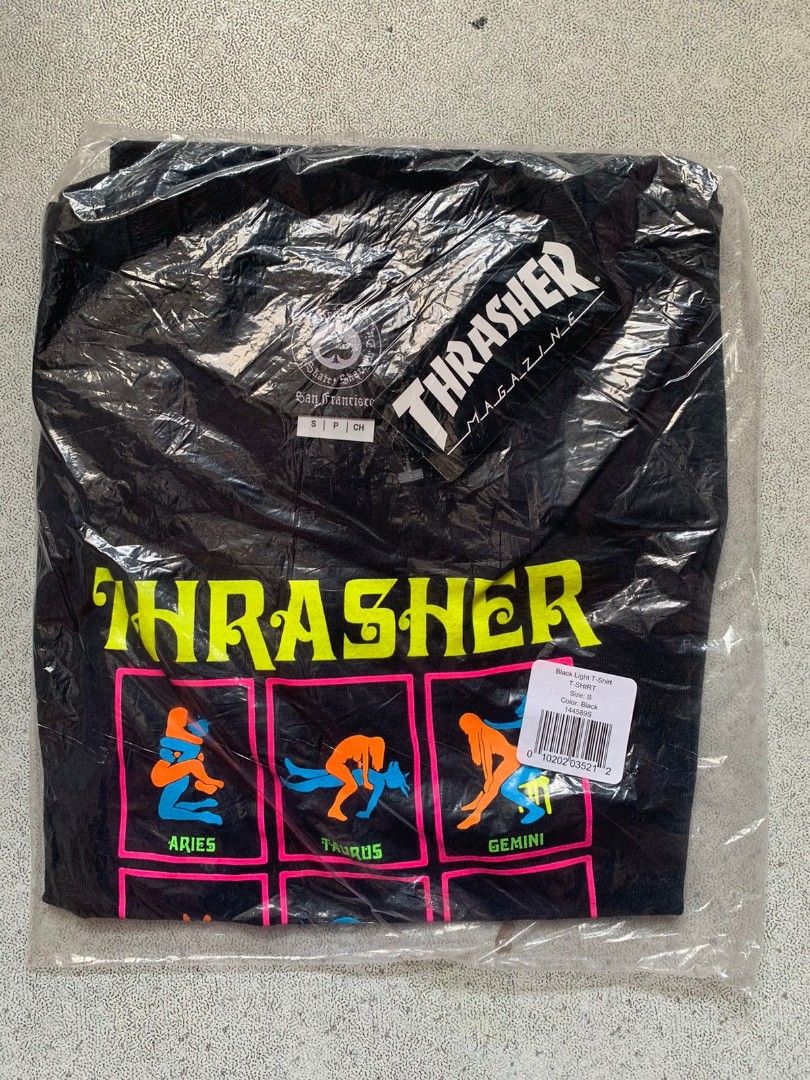 THRASHER
MAGAZINE
San Francisco
S | P | CH
THRASHER
Black Light T-Shirt
T-SHIRT
Size: S
Color: Black
144589S
0 10202 03521 2
ARIES
TAURUS
GEMINI